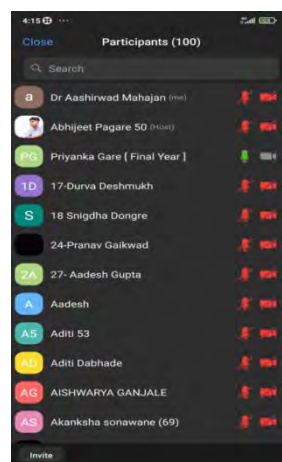 4:15
Close Participants (100)
Search
a Dr Aashirwad Mahajan (me)
Abhijeet Pagare 50 (Host)
PG Priyanka Gare [ Final Year ]
1D 17-Durva Deshmukh
S 18 Snigdha Dongre
24-Pranav Gaikwad
2A 27- Aadesh Gupta
A Aadesh
A5 Aditi 53
AD Aditi Dabhade
AG AISHWARYA GANJALE
AS Akanksha sonawane (69)
Invite